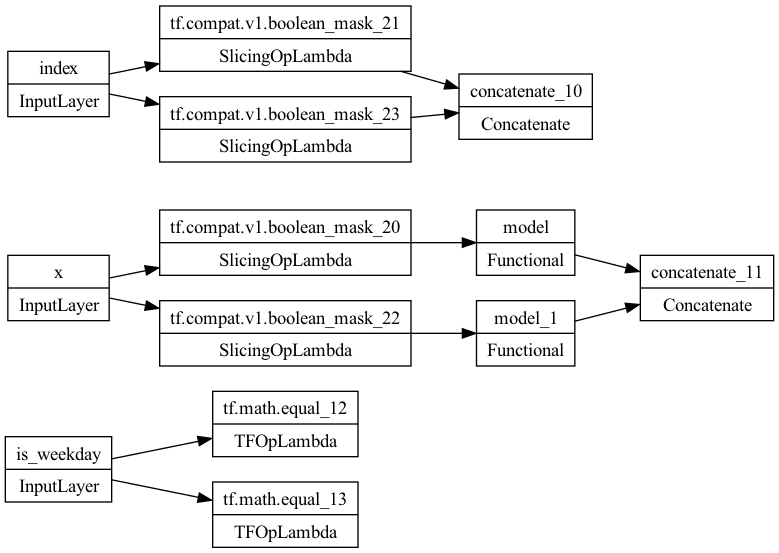 index
InputLayer
tf.compat.v1.boolean_mask_21
SlicingOpLambda
tf.compat.v1.boolean_mask_23
SlicingOpLambda
concatenate_10
Concatenate
x
InputLayer
tf.compat.v1.boolean_mask_20
SlicingOpLambda
tf.compat.v1.boolean_mask_22
SlicingOpLambda
model
Functional
model_1
Functional
concatenate_11
Concatenate
is_weekday
InputLayer
tf.math.equal_12
TFOpLambda
tf.math.equal_13
TFOpLambda